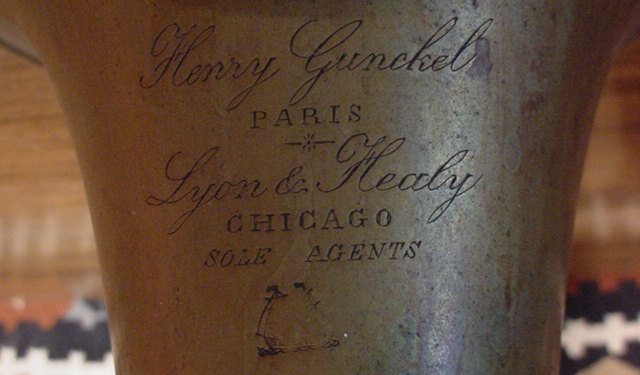 Henry Gunckel
PARIS
Lyon & Healy
CHICAGO
SOLE AGENTS